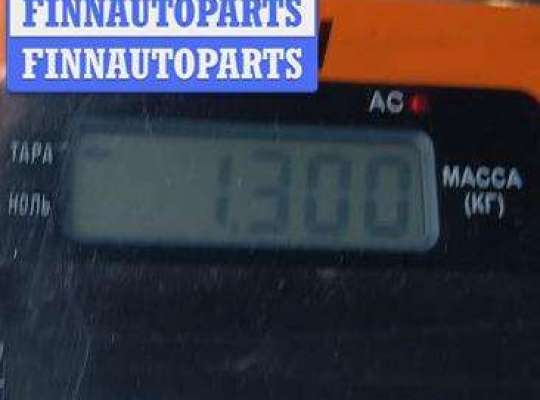 FINNAUTOPARTS
FINNAUTOPARTS
AC
ТАРА
НОЛЬ
1.300
МАССА
(КГ)